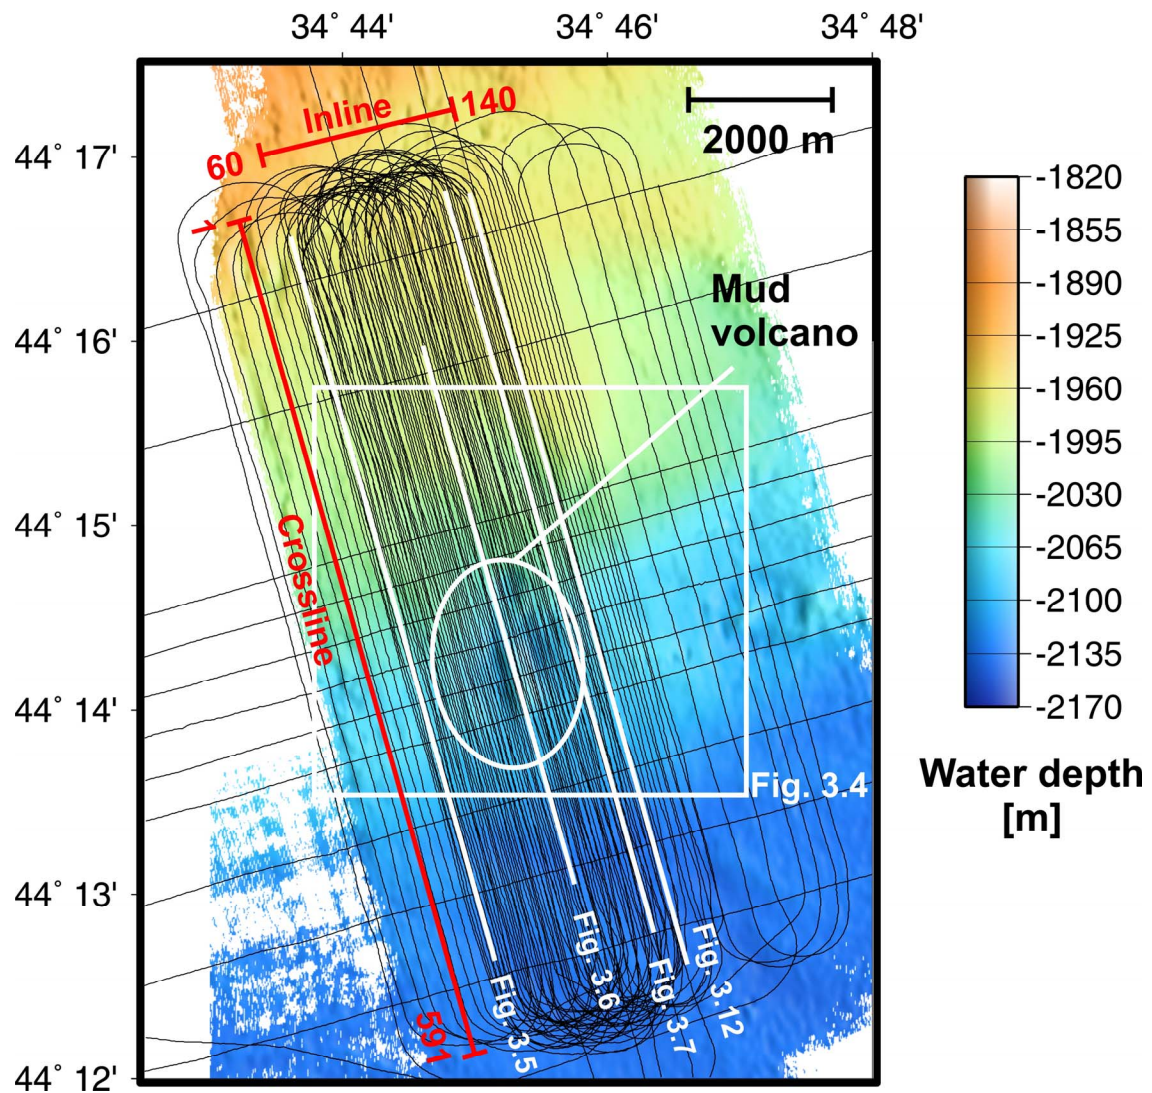 34° 44' 34° 46' 34° 48'
Inline
140
60
1
2000 m
44° 17'
44° 16'
44° 15'
44° 14'
44° 13'
44° 12'
Mud
volcano
Crossline
591
Fig. 3.4
Fig. 3.5
Fig. 3.6
Fig. 3.7
Fig. 3.12
-1820
-1855
-1890
-1925
-1960
-1995
-2030
-2065
-2100
-2135
-2170
Water depth
[m]